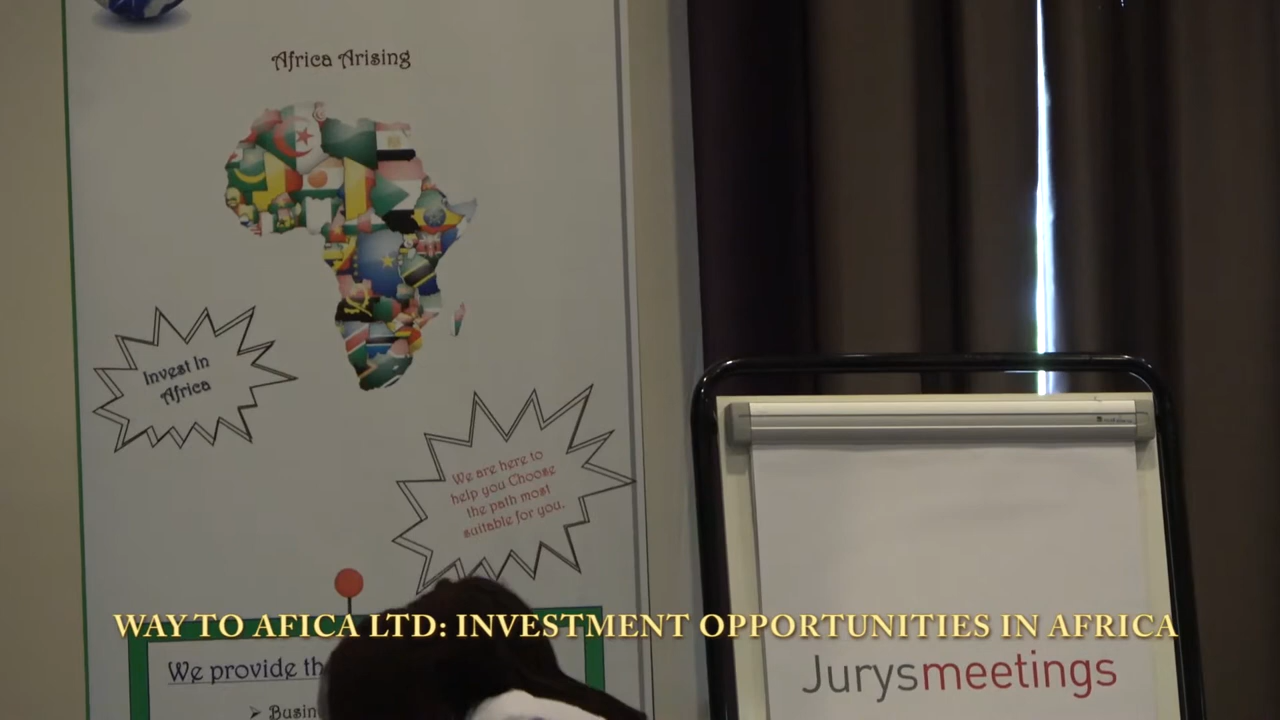 Africa Arising
Invest In
Africa
We are here to
help you Choose
the path most
suitable for you.
WAY TO AFICA LTD: INVESTMENT OPPORTUNITIES IN AFRICA
We provide
Jurysmeetings